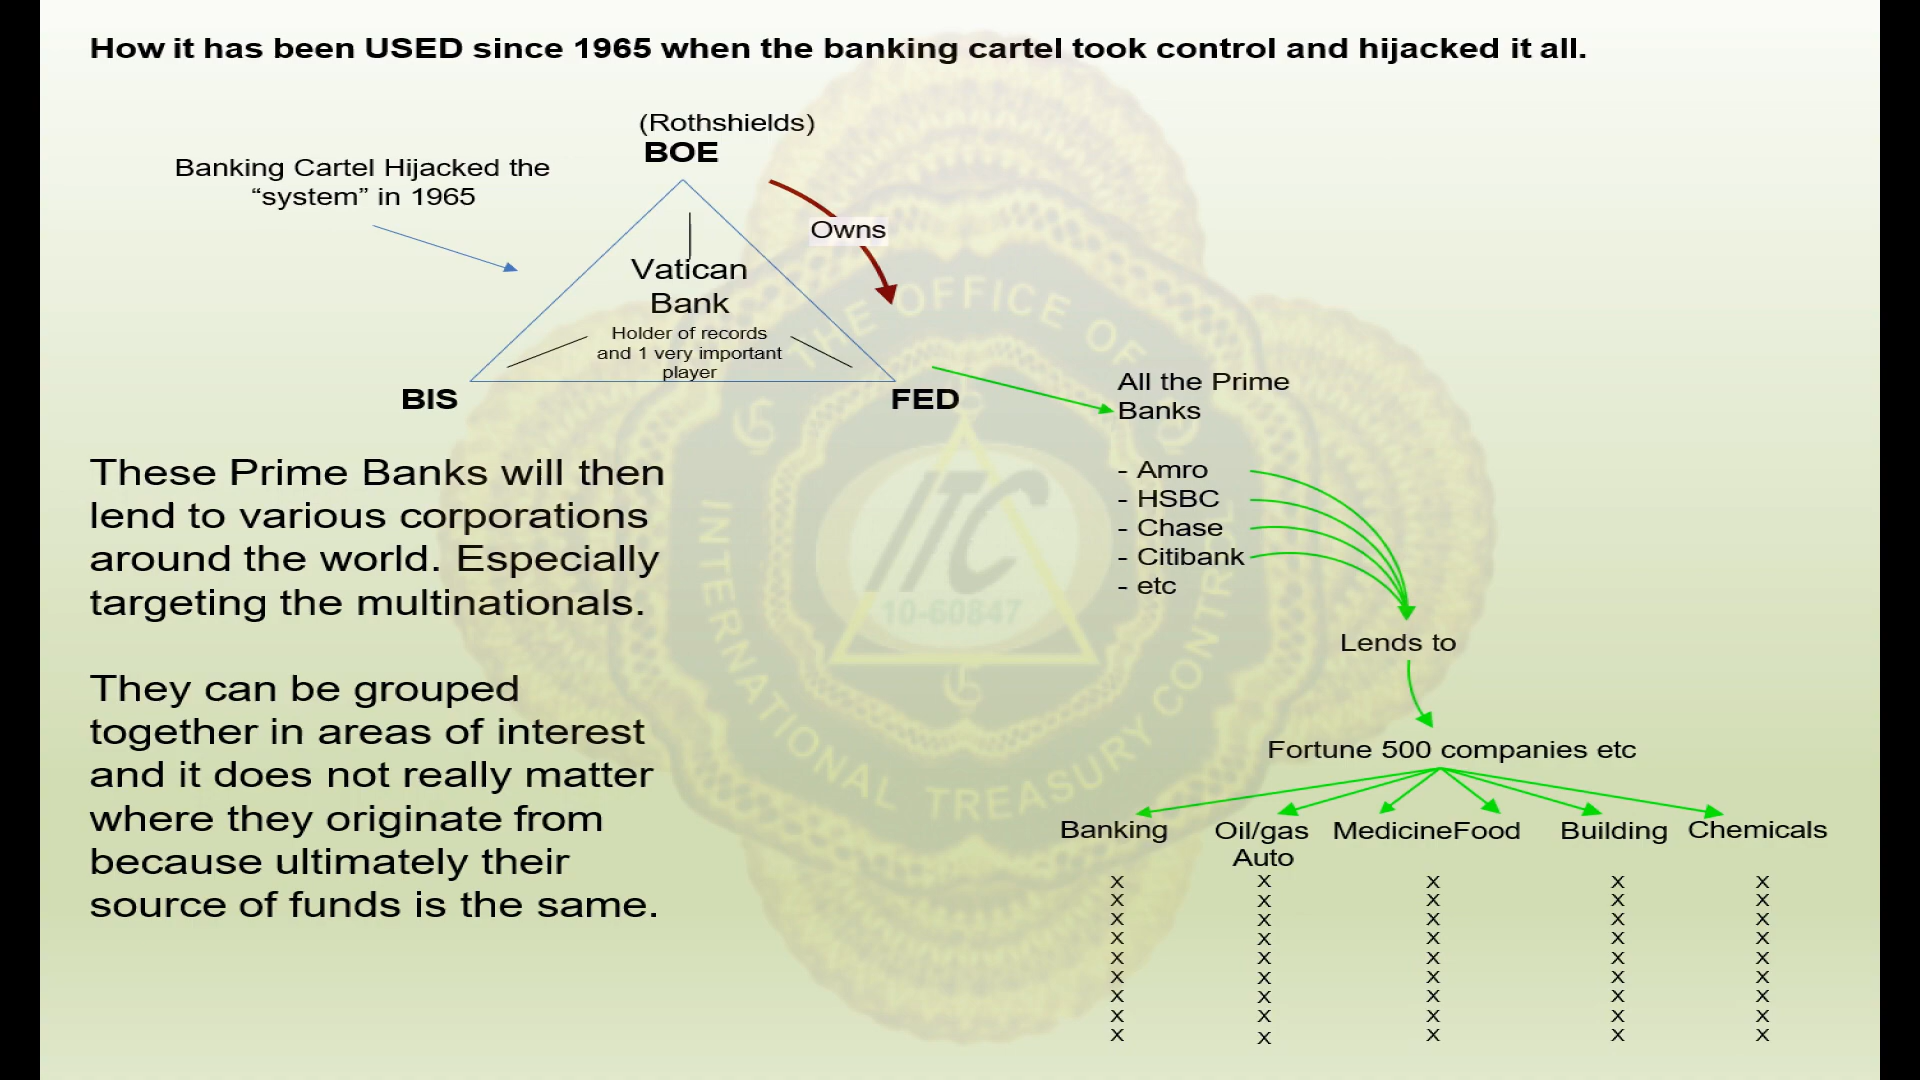 How it has been USED since 1965 when the banking cartel took control and hijacked it all.
(Rothshields)
BOE
Banking Cartel Hijacked the
“system” in 1965
Owns
Vatican
Bank
Holder of records
and 1 very important
player
BIS
FED
All the Prime
Banks
- Amro
- HSBC
- Chase
- Citibank
- etc
Lends to
Fortune 500 companies etc
Banking
Oil/gas
Auto
Medicine
Food
Building
Chemicals
x x x x x
x x x x x
x x x x x
x x x x x
x x x x x
x x x x x
x x x x x
x x x x x
x x x x x
These Prime Banks will then
lend to various corporations
around the world. Especially
targeting the multinationals.
They can be grouped
together in areas of interest
and it does not really matter
where they originate from
because ultimately their
source of funds is the same.
THE OFFICE OF
INTERNATIONAL TREASURY CONTROL
ITC
10-60847